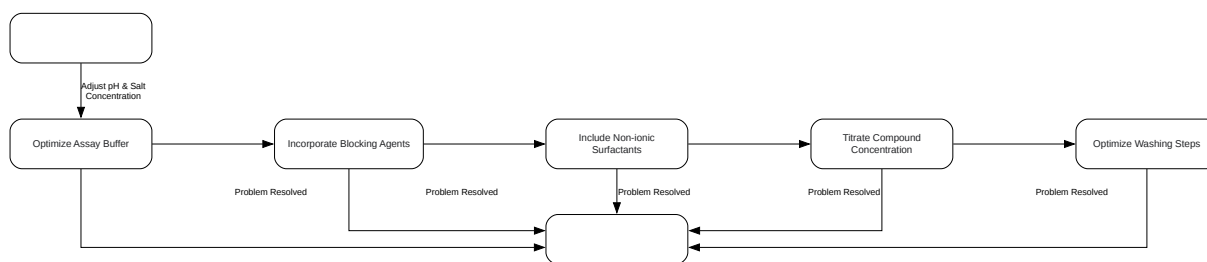 Adjust pH & Salt
Concentration
Optimize Assay Buffer
Incorporate Blocking Agents
Include Non-ionic
Surfactants
Titrate Compound
Concentration
Optimize Washing Steps
Problem Resolved
Problem Resolved
Problem Resolved
Problem Resolved
Problem Resolved